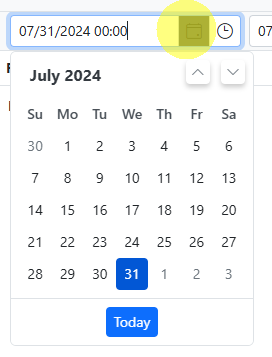 07/31/2024 00:00 07
July 2024
Su Mo Tu We Th Fr Sa
30 1 2 3 4 5 6
7 8 9 10 11 12 13
14 15 16 17 18 19 20
21 22 23 24 25 26 27
28 29 30 31 1 2 3
Today